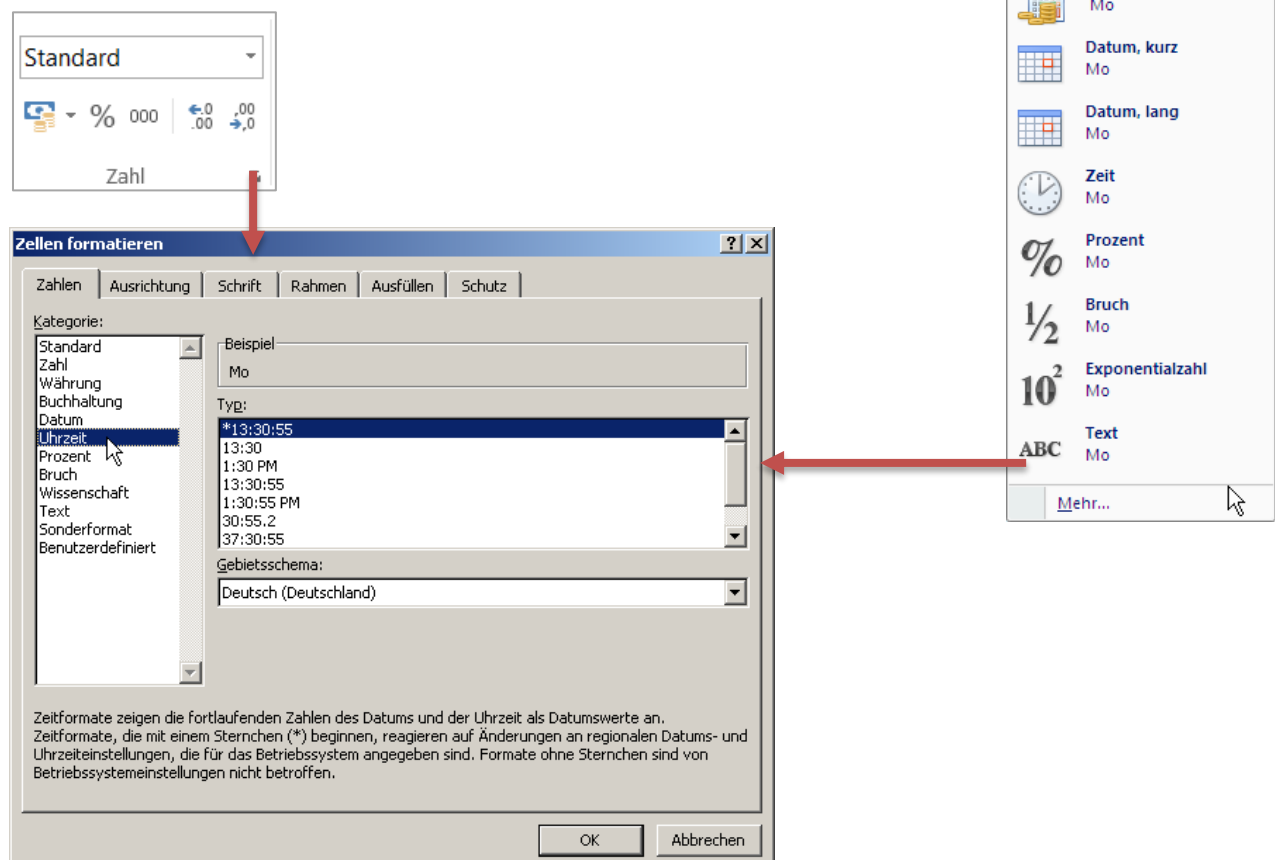 Standard
% 000 ←.0 .00 ,00 →,0
Zahl
Mo
Datum, kurz
Mo
Datum, lang
Mo
Zeit
Mo
% Prozent
Mo
1/2 Bruch
Mo
10² Exponentialzahl
Mo
ABC Text
Mo
Mehr...
Zellen formatieren
Zahlen Ausrichtung Schrift Rahmen Ausfüllen Schutz
Kategorie:
Standard
Zahl
Währung
Buchhaltung
Datum
Uhrzeit
Prozent
Bruch
Wissenschaft
Text
Sonderformat
Benutzerdefiniert
Beispiel
Mo
Typ:
*13:30:55
13:30
1:30 PM
13:30:55
1:30:55 PM
30:55.2
37:30:55
Gebietsschema:
Deutsch (Deutschland)
Zeitformate zeigen die fortlaufenden Zahlen des Datums und der Uhrzeit als Datumswerte an.
Zeitformate, die mit einem Sternchen (*) beginnen, reagieren auf Änderungen an regionalen Datums- und
Uhrzeiteinstellungen, die für das Betriebssystem angegeben sind. Formate ohne Sternchen sind von
Betriebssystemeinstellungen nicht betroffen.
OK Abbrechen